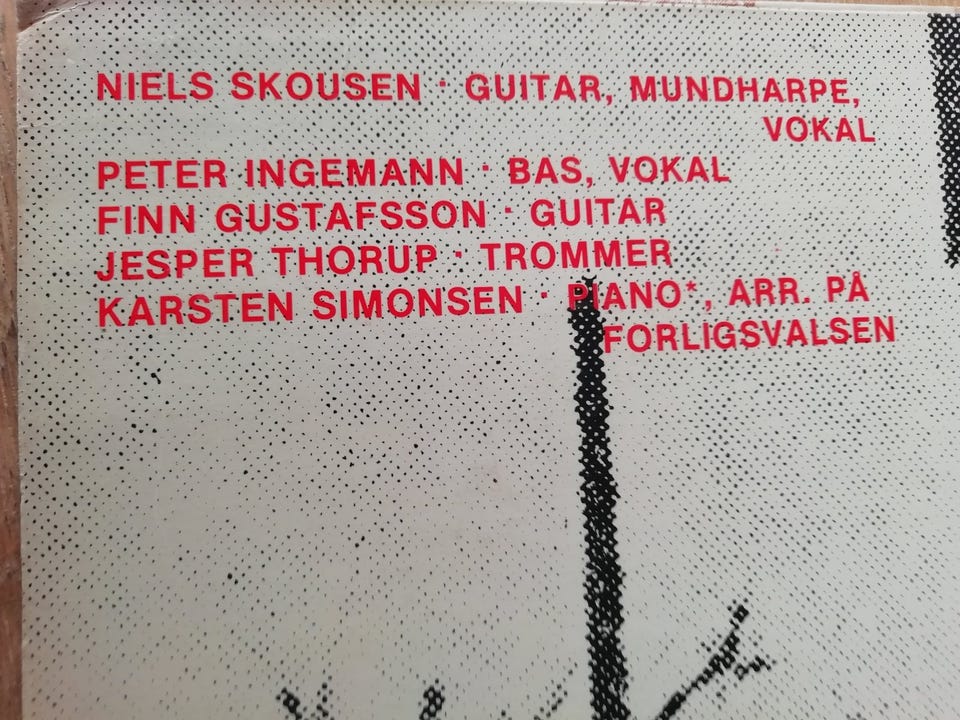 NIELS SKOUSEN · GUITAR, MUNDHARPE,
VOKAL
PETER INGEMANN · BAS, VOKAL
FINN GUSTAFSSON · GUITAR
JESPER THORUP · TROMMER
KARSTEN SIMONSEN · PIANO*, ARR. PÅ
FORLIGSVALSEN